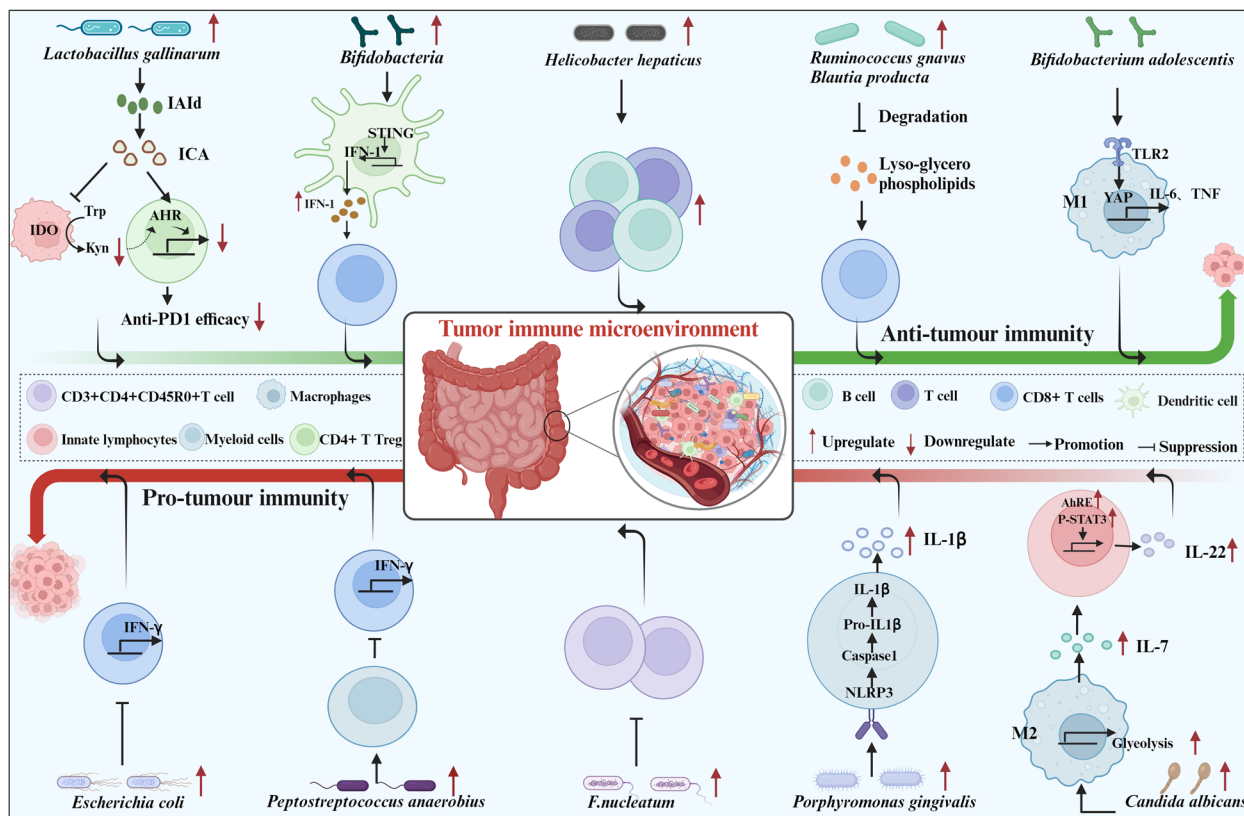 Lactobacillus gallinarum
IAId
ICA
IDO
Trp
Kyn
AHR
Anti-PD1 efficacy
Bifidobacteria
STING
IFN-1
IFN-1
Helicobacter hepaticus
Ruminococcus gnavus
Blautia producta
Degradation
Lyso-glycero
phospholipids
Bifidobacterium adolescentis
TLR2
M1
YAP
IL-6、TNF
Tumor immune microenvironment
Anti-tumour immunity
CD3+CD4+CD45R0+T cell
Macrophages
Innate lymphocytes
Myeloid cells
CD4+ T Treg
B cell
T cell
CD8+ T cells
Dendritic cell
Upregulate
Downregulate
Promotion
Suppression
Pro-tumour immunity
IFN-γ
Escherichia coli
IFN-γ
Peptostreptococcus anaerobius
F.nucleatum
IL-1β
IL-1β
Pro-IL1β
Caspase1
NLRP3
Porphyromonas gingivalis
AhRE
P-STAT3
IL-22
IL-7
M2
Glyeolysis
Candida albicans